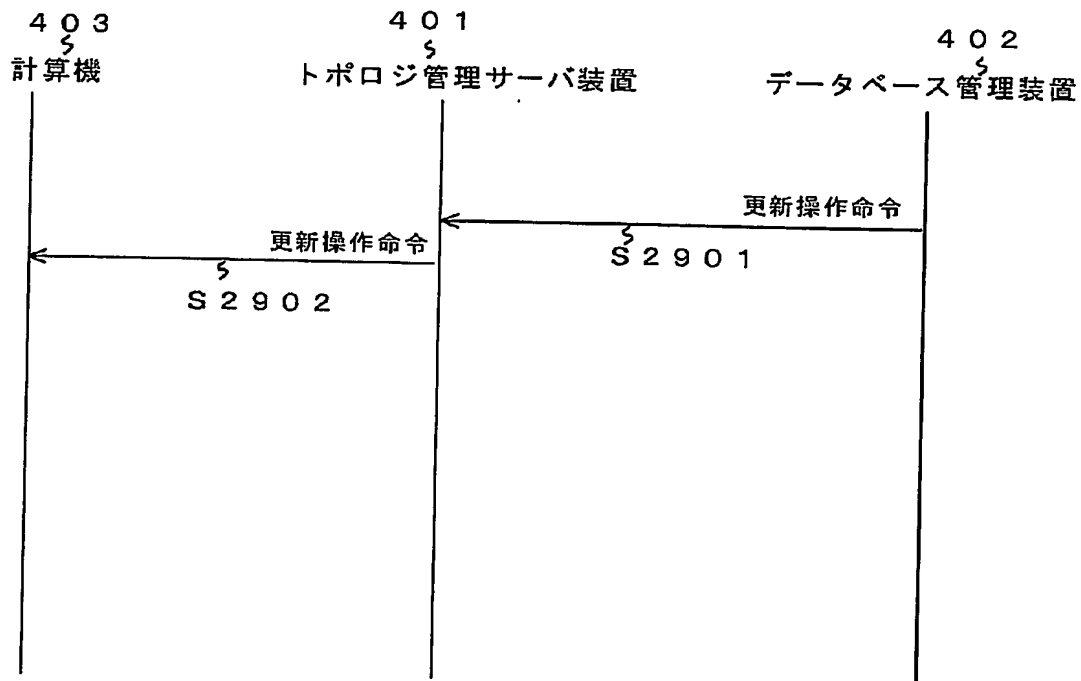 403
計算機
401
トポロジ管理サーバ装置
402
データベース管理装置
更新操作命令
S2901
更新操作命令
S2902